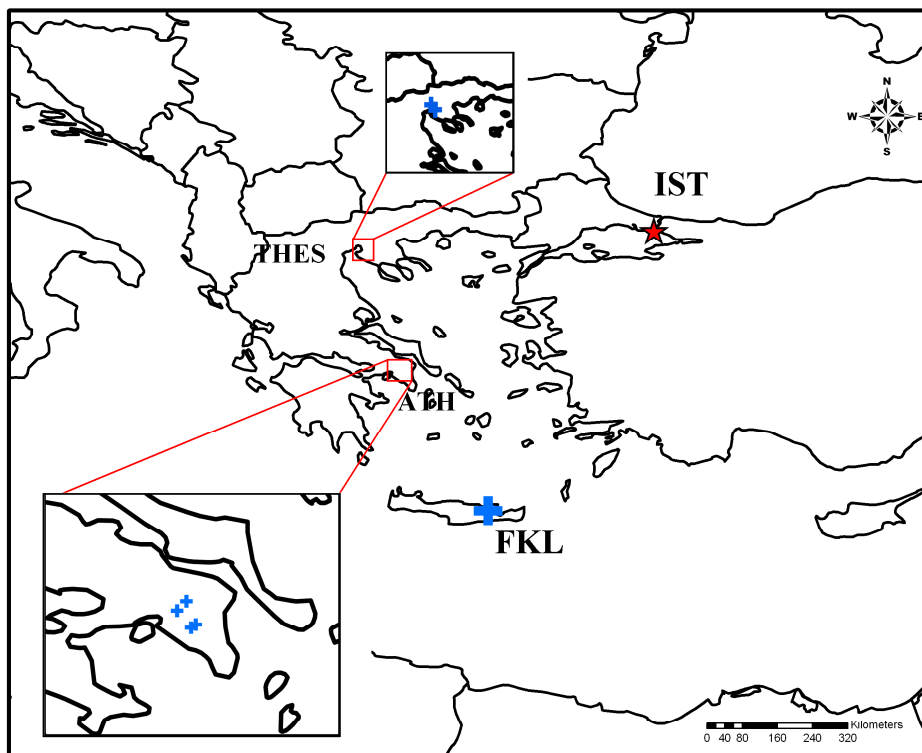 N
W E
S
IST
THES
ATH
FKL
Kilometers
0 40 80 160 240 320